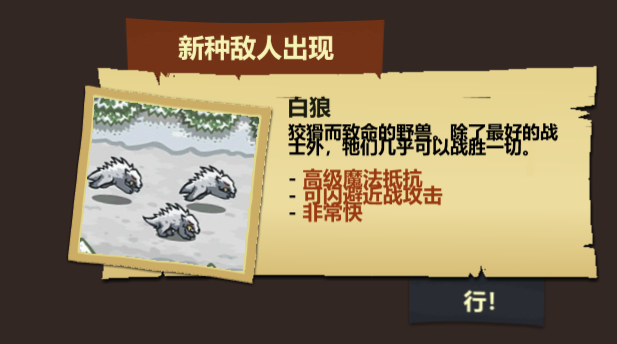 新种敌人出现
白狼
狡猾而致命的野兽。除了最好的战
士外，牠们几乎可以战胜一切。
- 高级魔法抵抗
- 可闪避近战攻击
- 非常快
行！